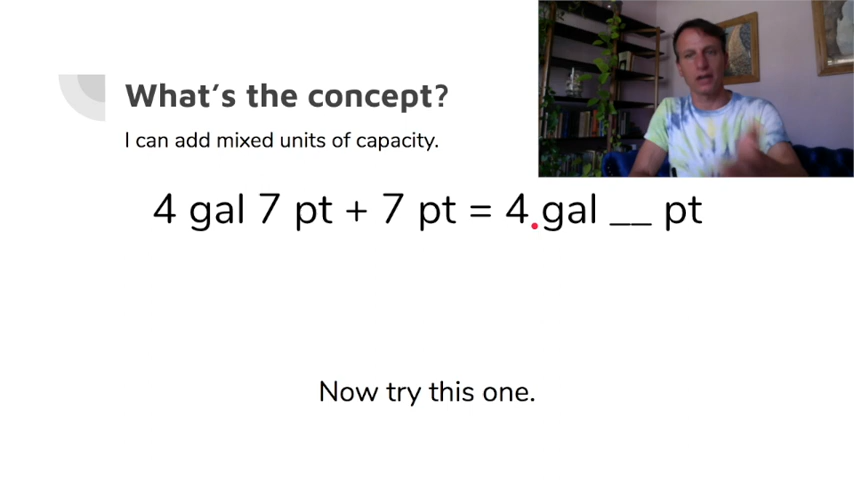 What's the concept?
I can add mixed units of capacity.
4 gal 7 pt + 7 pt = 4 gal __ pt
Now try this one.